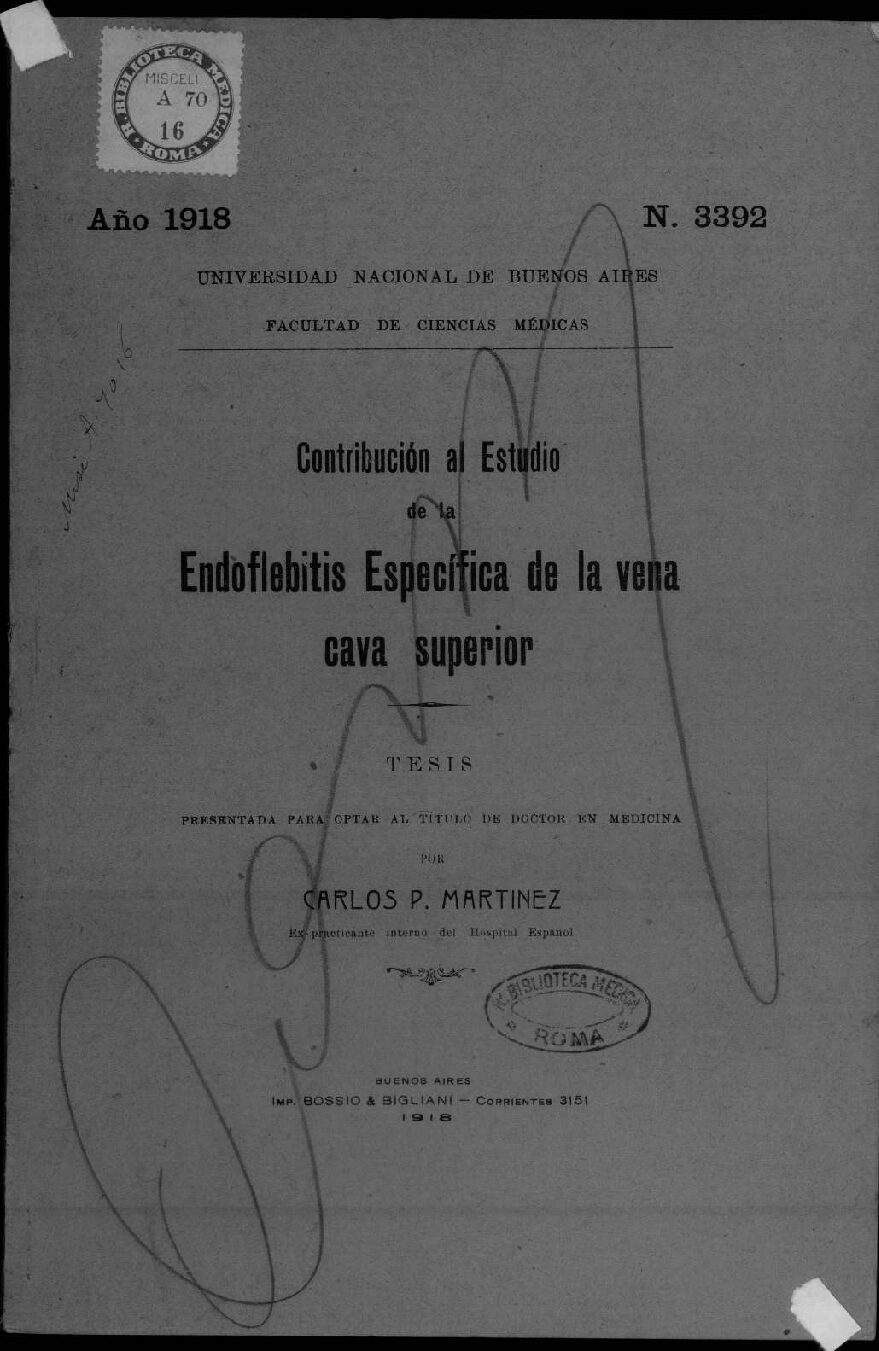 R. BIBLIOTECA MEDICA
MISCELL
A 70
16
ROMA
Año 1918 N. 3392
UNIVERSIDAD NACIONAL DE BUENOS AIRES
FACULTAD DE CIENCIAS MÉDICAS
Misc A. 70 16
Contribución al Estudio
de la
Endoflebitis Específica de la vena
cava superior
TESIS
PRESENTADA PARA OPTAR AL TÍTULO DE DOCTOR EN MEDICINA
POR
CARLOS P. MARTINEZ
Ex-practicante interno del Hospital Español
R. BIBLIOTECA MEDICA
ROMA
BUENOS AIRES
IMP. BOSSIO & BIGLIANI — CORRIENTES 3151
1918